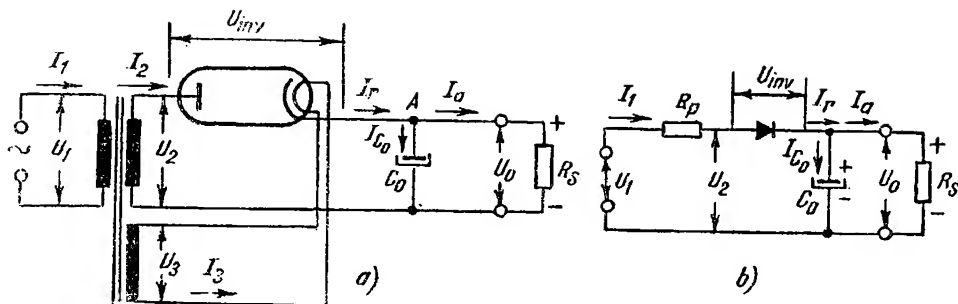 U_inv
I_1
I_2
I_r
A
I_o
I_C0
C_0
U_1
U_2
U_0
+
R_S
-
U_3
I_3
a)
U_inv
I_1
R_p
I_r
I_a
I_C0
+
C_0
-
U_1
U_2
U_0
+
R_S
-
b)